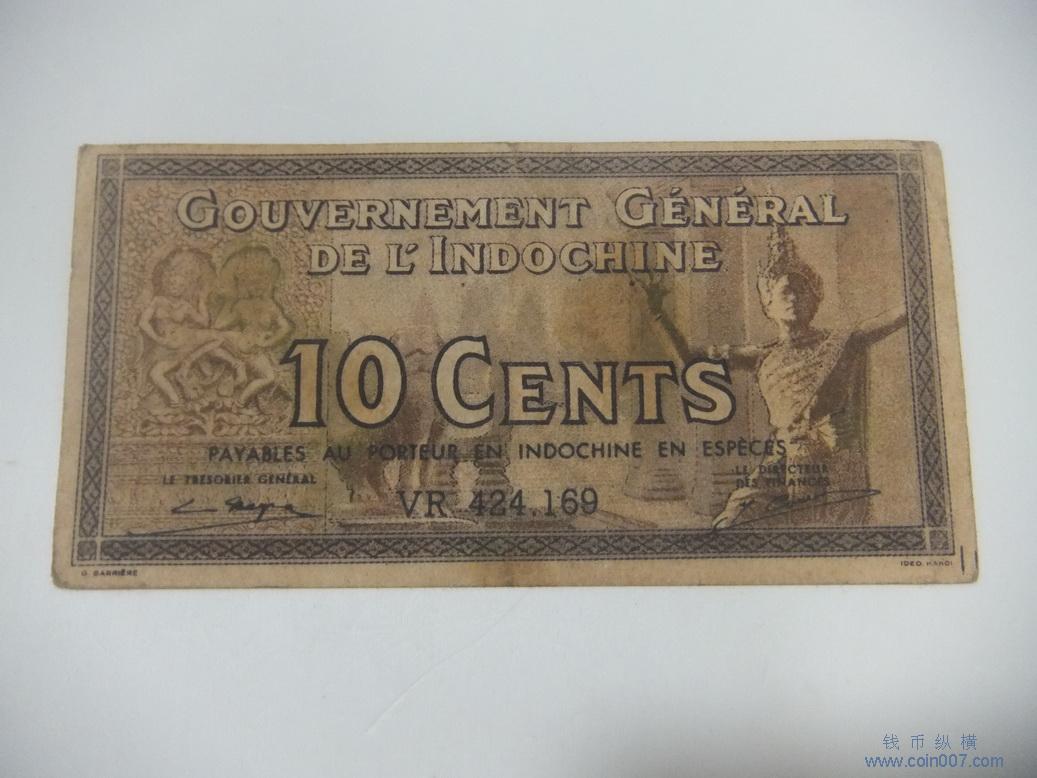 GOUVERNEMENT GÉNÉRAL
DE L'INDOCHINE
10 CENTS
PAYABLES AU PORTEUR EN INDOCHINE EN ESPÈCES
LE TRESORIER GÉNÉRAL
LE DIRECTEUR
DES FINANCES
VR 424.169
G. BARRIÈRE
IDEO. HANOI
钱币纵横
www.coin007.com